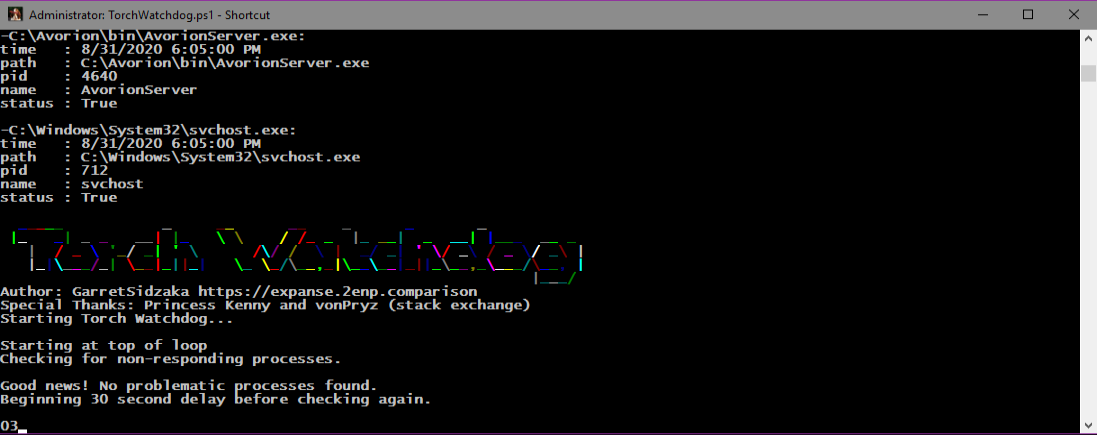 Administrator: TorchWatchdog.ps1 - Shortcut
-C:\Avorion\bin\AvorionServer.exe:
time   : 8/31/2020 6:05:00 PM
path   : C:\Avorion\bin\AvorionServer.exe
pid    : 4640
name   : AvorionServer
status : True
-C:\Windows\System32\svchost.exe:
time   : 8/31/2020 6:05:00 PM
path   : C:\Windows\System32\svchost.exe
pid    : 712
name   : svchost
status : True
Torch Watchdog
Author: GarretSidzaka https://expanse.2enp.comparison
Special Thanks: Princess Kenny and vonPryz (stack exchange)
Starting Torch Watchdog...
Starting at top of loop
Checking for non-responding processes.
Good news! No problematic processes found.
Beginning 30 second delay before checking again.
03